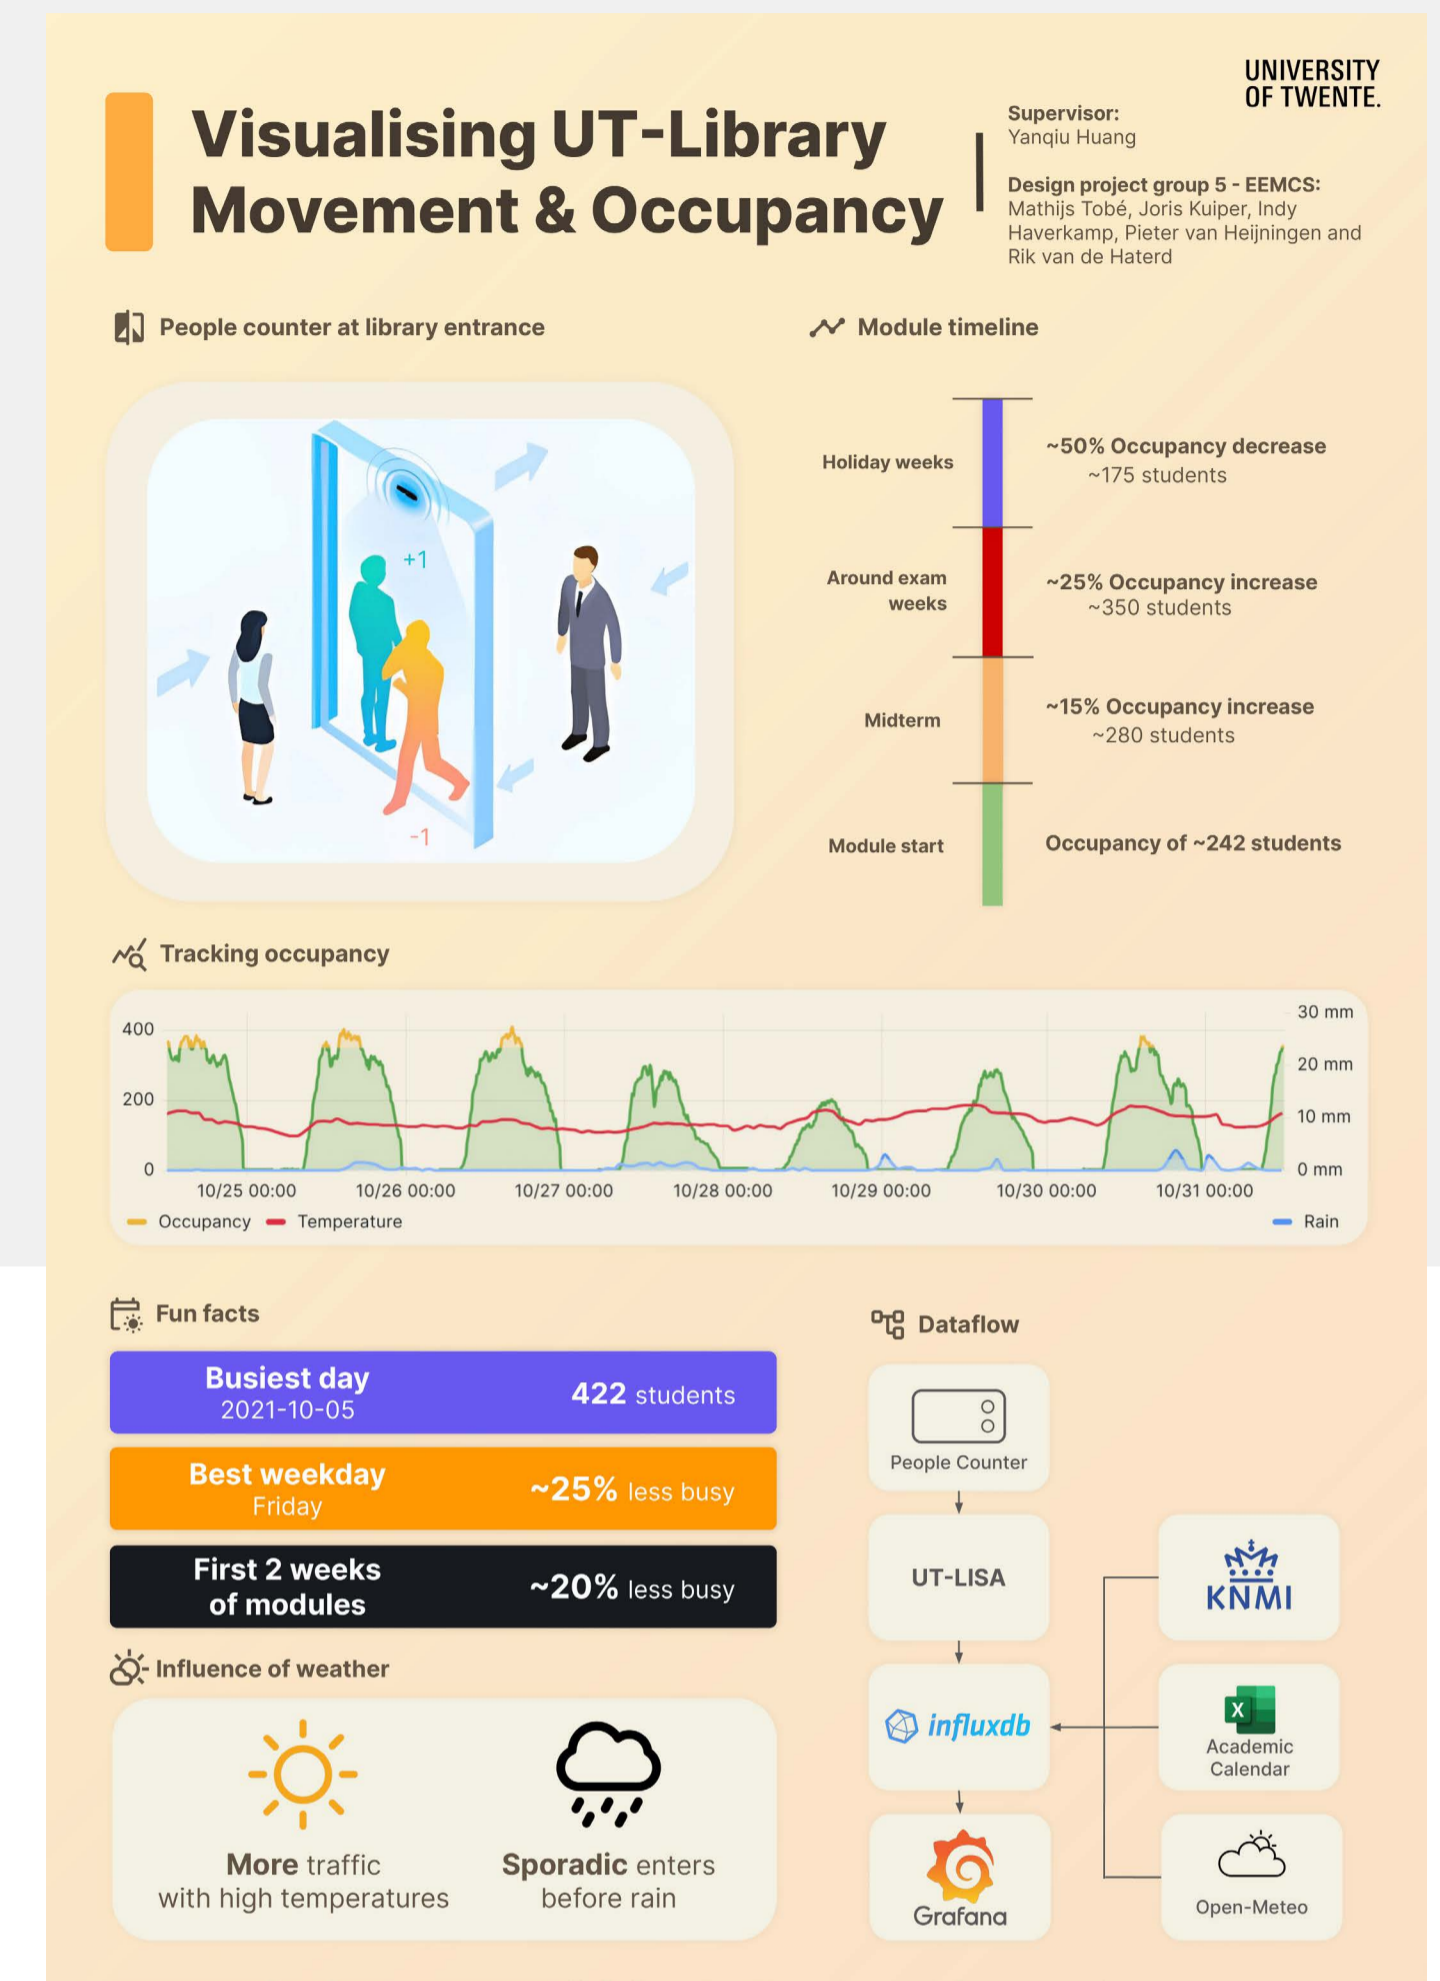 UNIVERSITY
OF TWENTE.
Visualising UT-Library
Movement & Occupancy
Supervisor:
Yanqiu Huang
Design project group 5 - EEMCS:
Mathijs Tobé, Joris Kuiper, Indy
Haverkamp, Pieter van Heijningen and
Rik van de Haterd
People counter at library entrance
+1
-1
Module timeline
Holiday weeks
~50% Occupancy decrease
~175 students
Around exam
weeks
~25% Occupancy increase
~350 students
Midterm
~15% Occupancy increase
~280 students
Module start
Occupancy of ~242 students
Tracking occupancy
400
200
0
30 mm
20 mm
10 mm
0 mm
10/25 00:00
10/26 00:00
10/27 00:00
10/28 00:00
10/29 00:00
10/30 00:00
10/31 00:00
Occupancy
Temperature
Rain
Fun facts
Busiest day
2021-10-05
422 students
Best weekday
Friday
~25% less busy
First 2 weeks
of modules
~20% less busy
Influence of weather
More traffic
with high temperatures
Sporadic enters
before rain
Dataflow
People Counter
UT-LISA
influxdb
Grafana
KNMI
X
Academic
Calendar
Open-Meteo